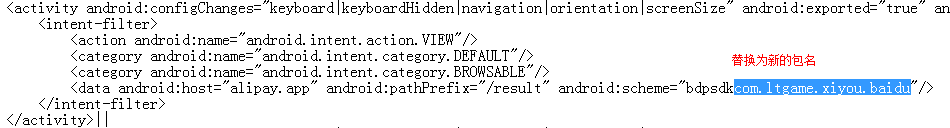 <activity android:configChanges="keyboard|keyboardHidden|navigation|orientation|screenSize" android:exported="true" an
<intent-filter>
<action android:name="android.intent.action.VIEW"/>
<category android:name="android.intent.category.DEFAULT"/>
替换为新的包名
<category android:name="android.intent.category.BROWSABLE"/>
<data android:host="alipay.app" android:pathPrefix="/result" android:scheme="bdpsdkcom.ltgame.xiyou.baidu"/>
</intent-filter>
</activity>